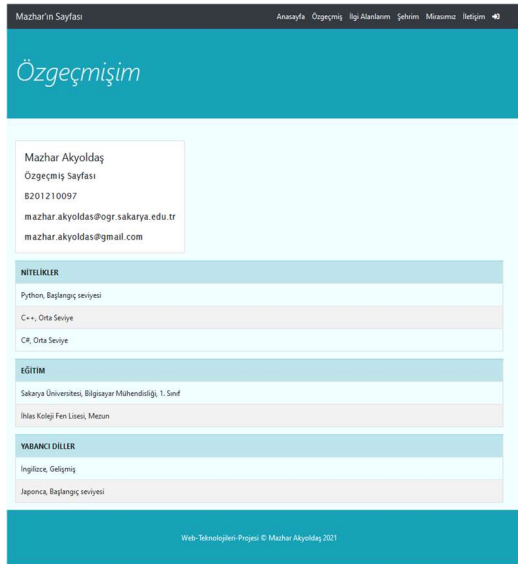 Mazhar'ın Sayfası
Anasayfa Özgeçmiş İlgi Alanlarım Şehrim Mirasımız İletişim
Özgeçmişim
Mazhar Akyoldaş
Özgeçmiş Sayfası
B201210097
mazhar.akyoldas@ogr.sakarya.edu.tr
mazhar.akyoldas@gmail.com
NİTELİKLER
Python, Başlangıç seviyesi
C++, Orta Seviye
C#, Orta Seviye
EĞİTİM
Sakarya Üniversitesi, Bilgisayar Mühendisliği, 1. Sınıf
İhlas Koleji Fen Lisesi, Mezun
YABANCI DİLLER
İngilizce, Gelişmiş
Japonca, Başlangıç seviyesi
Web-Teknolojileri-Projesi © Mazhar Akyoldaş 2021